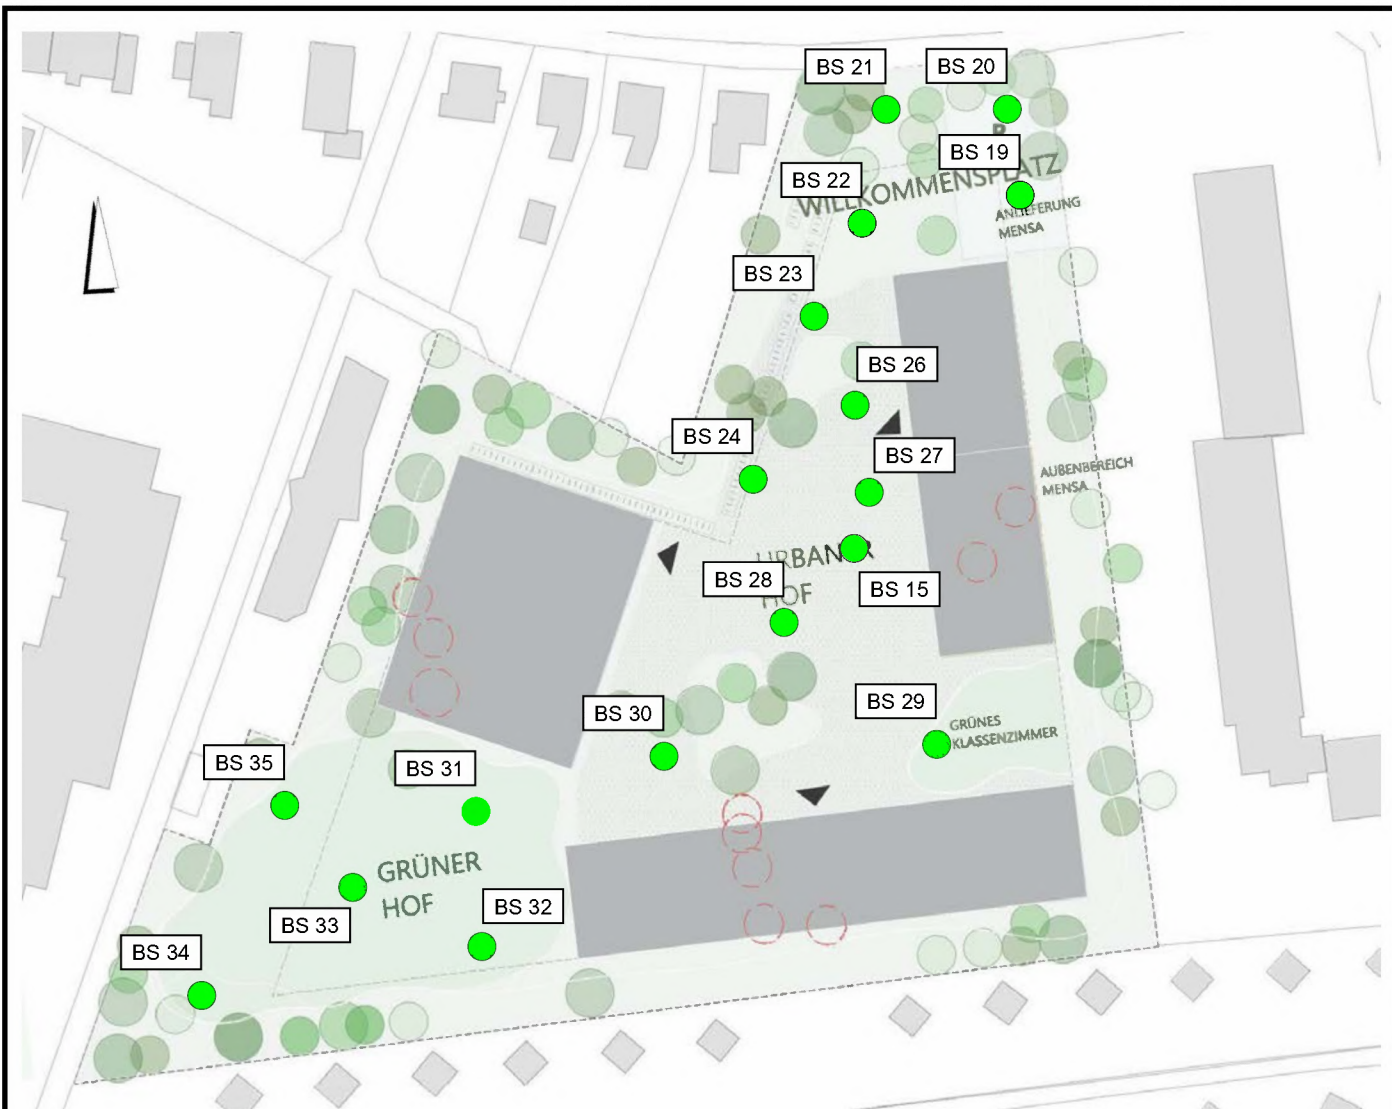 BS 21
BS 20
R
BS 19
BS 22
WILLKOMMENSPLATZ
ANLIEFERUNG
MENSA
BS 23
BS 26
BS 24
BS 27
AUßENBEREICH
MENSA
URBANER
HOF
BS 28
BS 15
BS 29
BS 30
GRÜNES
KLASSENZIMMER
BS 35
BS 31
GRÜNER
HOF
BS 33
BS 32
BS 34